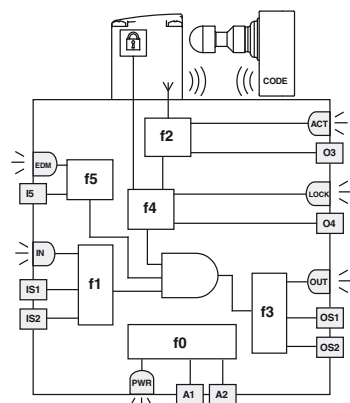 CODE
ACT
f2
O3
EDM
f5
I5
LOCK
f4
O4
IN
f1
IS1
OUT
f3
OS1
IS2
OS2
f0
PWR
A1
A2